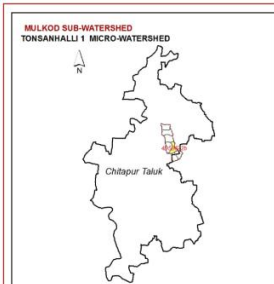 MULKOD SUB-WATERSHED
TONSANHALLI 1 MICRO-WATERSHED
N
Chitapur Taluk